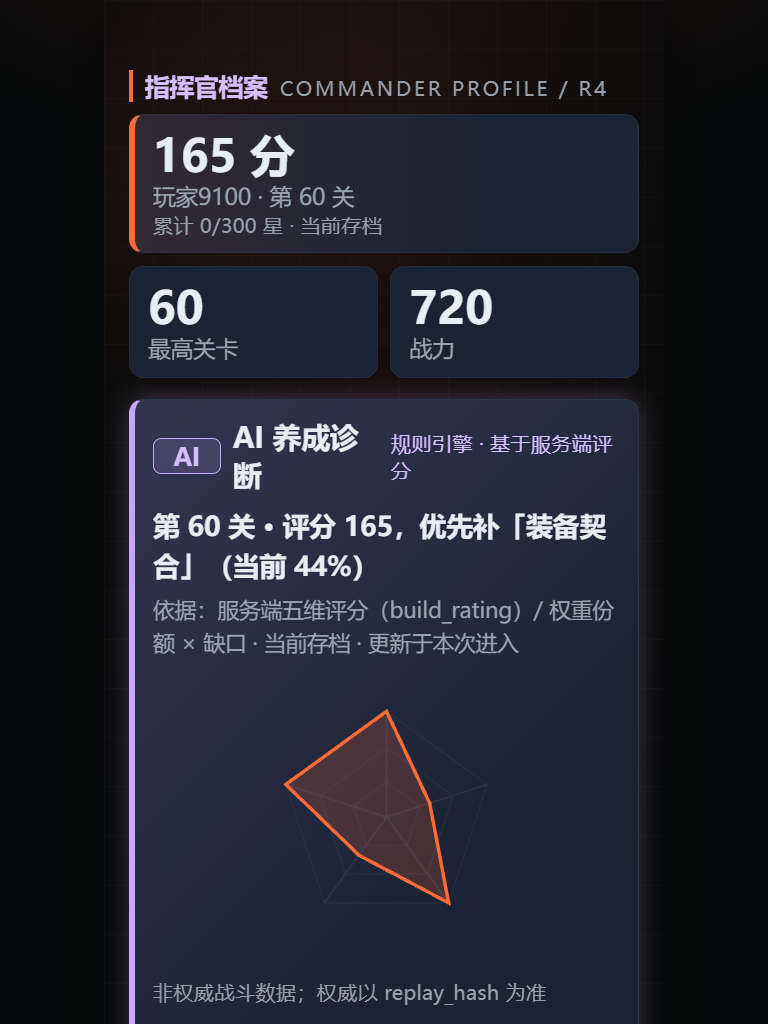 指挥官档案 COMMANDER PROFILE / R4
165 分
玩家9100 · 第 60 关
累计 0/300 星 · 当前存档
60
最高关卡
720
战力
AI
AI 养成诊
断
规则引擎 · 基于服务端评
分
第 60 关 • 评分 165，优先补「装备契
合」（当前 44%）
依据：服务端五维评分（build_rating）/ 权重份
额 × 缺口 · 当前存档 · 更新于本次进入
非权威战斗数据；权威以 replay_hash 为准